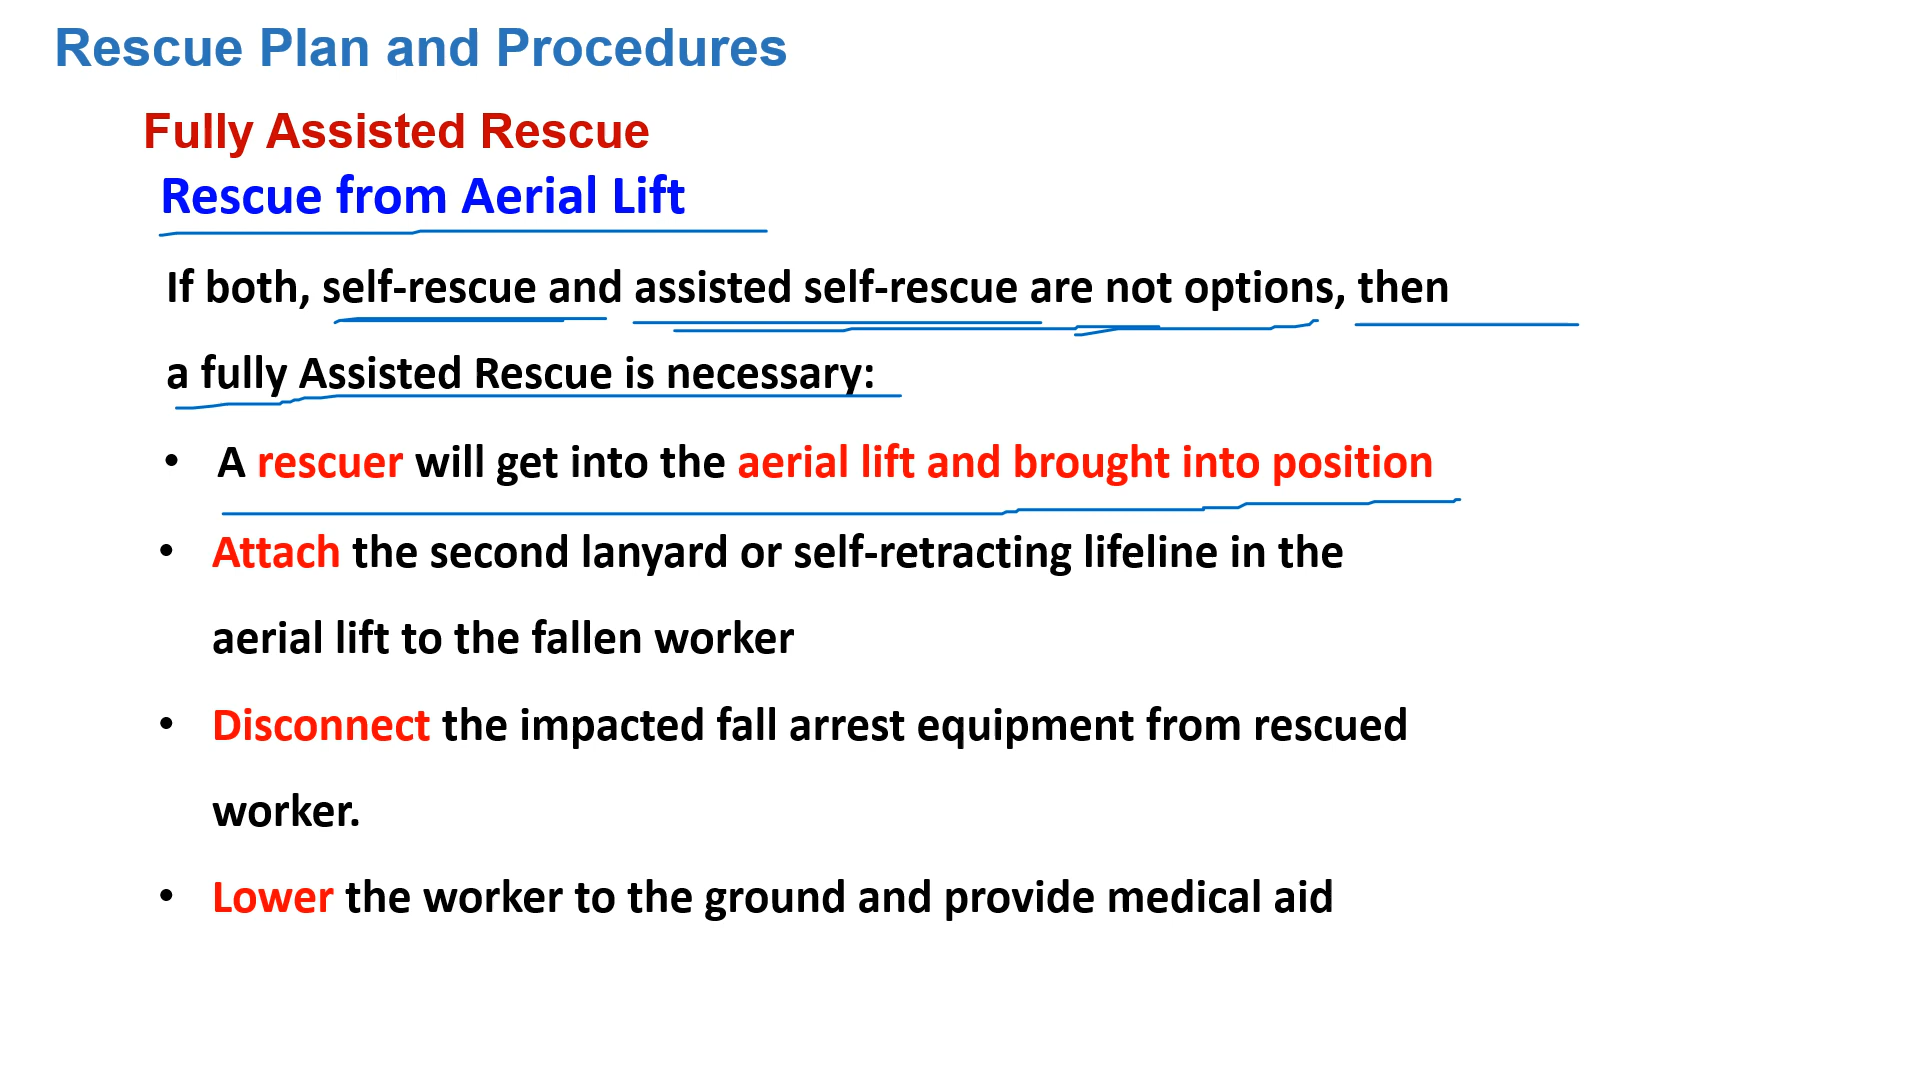 Rescue Plan and Procedures
Fully Assisted Rescue
Rescue from Aerial Lift
If both, self-rescue and assisted self-rescue are not options, then
a fully Assisted Rescue is necessary:
• A rescuer will get into the aerial lift and brought into position
• Attach the second lanyard or self-retracting lifeline in the
aerial lift to the fallen worker
• Disconnect the impacted fall arrest equipment from rescued
worker.
• Lower the worker to the ground and provide medical aid